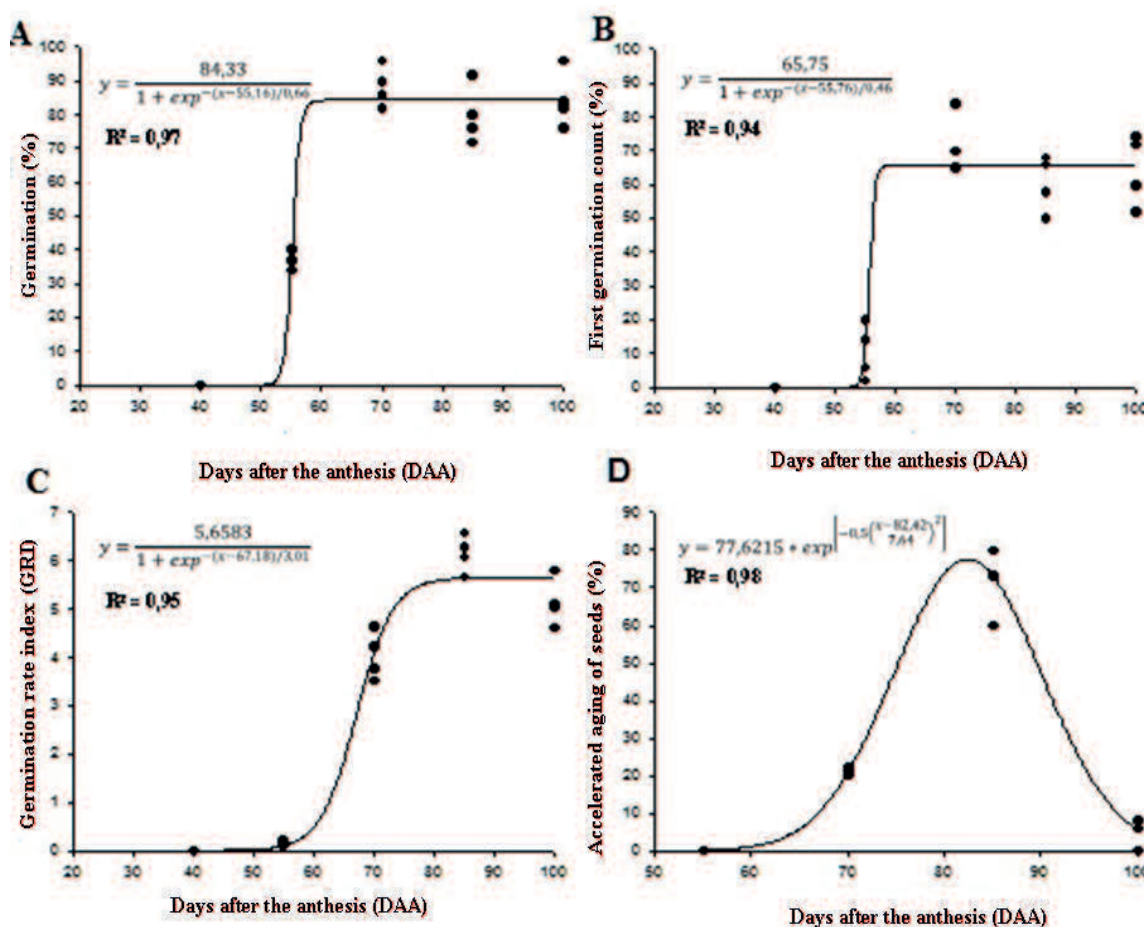 A
y = 84,33 / 1 + exp^−(x−55,16)/0,66
R² = 0,97
Germination (%)
100
90
80
70
60
50
40
30
20
10
0
20 30 40 50 60 70 80 90 100
Days after the anthesis (DAA)
B
y = 65,75 / 1 + exp^−(x−55,76)/0,46
R² = 0,94
First germination count (%)
100
90
80
70
60
50
40
30
20
10
0
20 30 40 50 60 70 80 90 100
Days after the anthesis (DAA)
C
y = 5,6583 / 1 + exp^−(x−67,18)/3,01
R² = 0,95
Germination rate index (GRI)
7
6
5
4
3
2
1
0
20 30 40 50 60 70 80 90 100
Days after the anthesis (DAA)
D
y = 77,6215 * exp^[−0,5((x−82,42)/7,64)^2]
R² = 0,98
Accelerated aging of seeds (%)
90
80
70
60
50
40
30
20
10
0
50 60 70 80 90 100
Days after the anthesis (DAA)